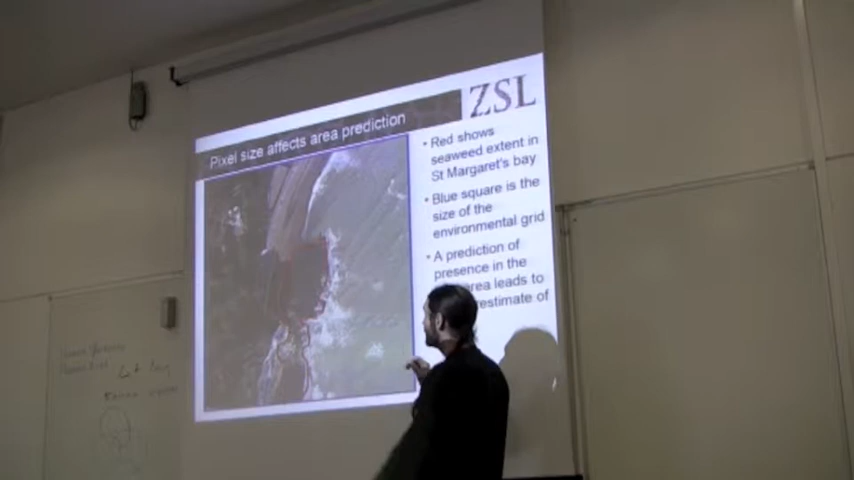 ZSL
Pixel size affects area prediction
• Red shows
seaweed extent in
St Margaret's bay
• Blue square is the
size of the
environmental grid
• A prediction of
presence in the
area leads to
restimate of